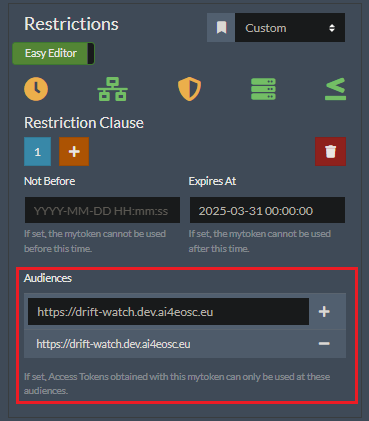 Restrictions
Custom
Easy Editor
Restriction Clause
1
Not Before
Expires At
YYYY-MM-DD HH:mm:ss
2025-03-31 00:00:00
If set, the mytoken cannot be used
before this time.
If set, the mytoken cannot be used
after this time.
Audiences
https://drift-watch.dev.ai4eosc.eu
https://drift-watch.dev.ai4eosc.eu
If set, Access Tokens obtained with this mytoken can only be used at these
audiences.